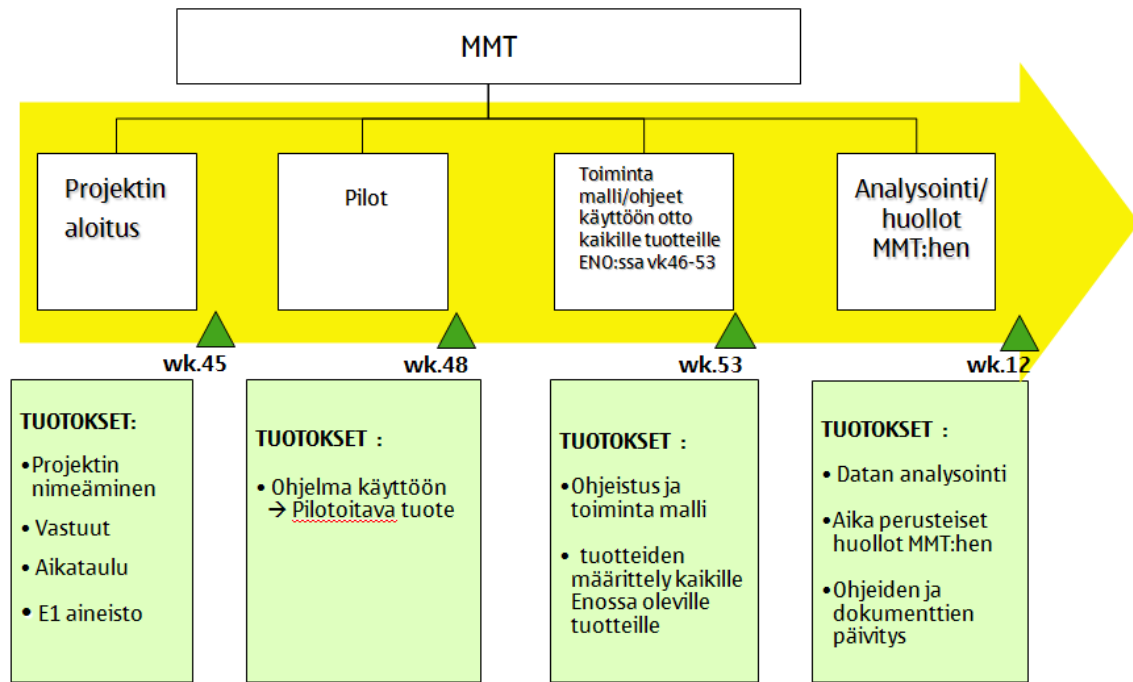 MMT
Projektin
aloitus
Pilot
Toiminta
malli/ohjeet
käyttöön otto
kaikille tuotteille
ENO:ssa vk46-53
Analysointi/
huollot
MMT:hen
wk.45
wk.48
wk.53
wk.12
TUOTOKSET:
•Projektin
nimeäminen
• Vastuut
• Aikataulu
• E1 aineisto
TUOTOKSET :
• Ohjelma käyttöön
→ Pilotoitava tuote
TUOTOKSET :
•Ohjeistus ja
toiminta malli
• tuotteiden
määrittely kaikille
Enossa oleville
tuotteille
TUOTOKSET :
• Datan analysointi
•Aika perusteiset
huollot MMT:hen
•Ohjeiden ja
dokumenttien
päivitys